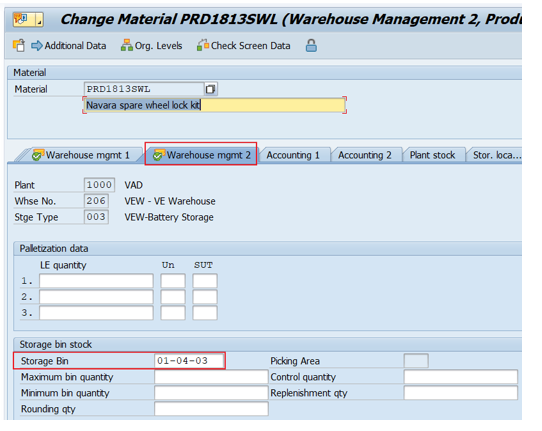 Change Material PRD1813SWL (Warehouse Management 2, Produ
Additional Data Org. Levels Check Screen Data
Material
Material PRD1813SWL
Navara spare wheel lock kit
Warehouse mgmt 1 Warehouse mgmt 2 Accounting 1 Accounting 2 Plant stock Stor. loca...
Plant 1000 VAD
Whse No. 206 VEW - VE Warehouse
Stge Type 003 VEW-Battery Storage
Palletization data
LE quantity Un SUT
1.
2.
3.
Storage bin stock
Storage Bin 01-04-03 Picking Area
Maximum bin quantity Control quantity
Minimum bin quantity Replenishment qty
Rounding qty